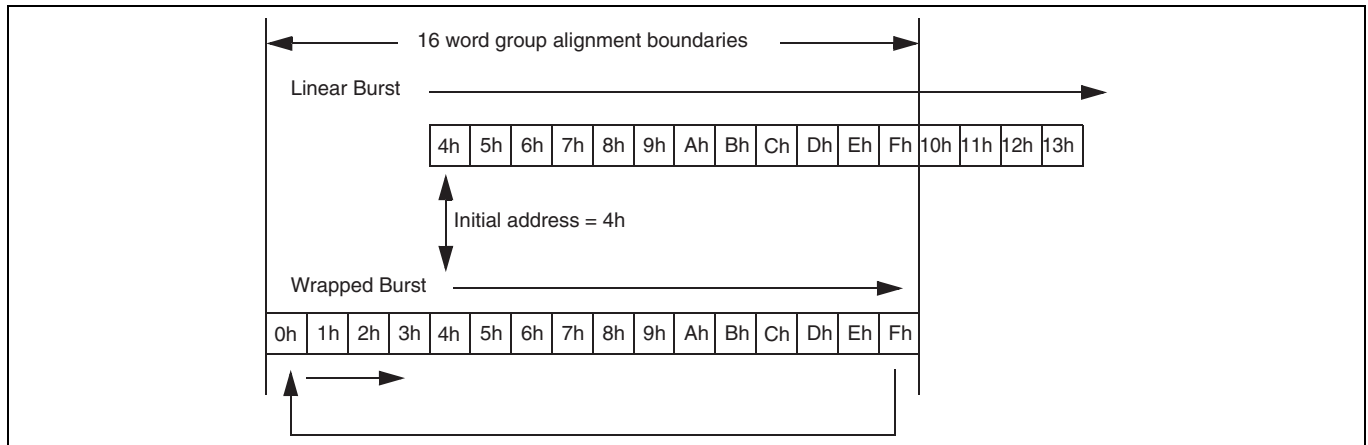 16 word group alignment boundaries
Linear Burst
4h 5h 6h 7h 8h 9h Ah Bh Ch Dh Eh Fh 10h 11h 12h 13h
Initial address = 4h
Wrapped Burst
0h 1h 2h 3h 4h 5h 6h 7h 8h 9h Ah Bh Ch Dh Eh Fh